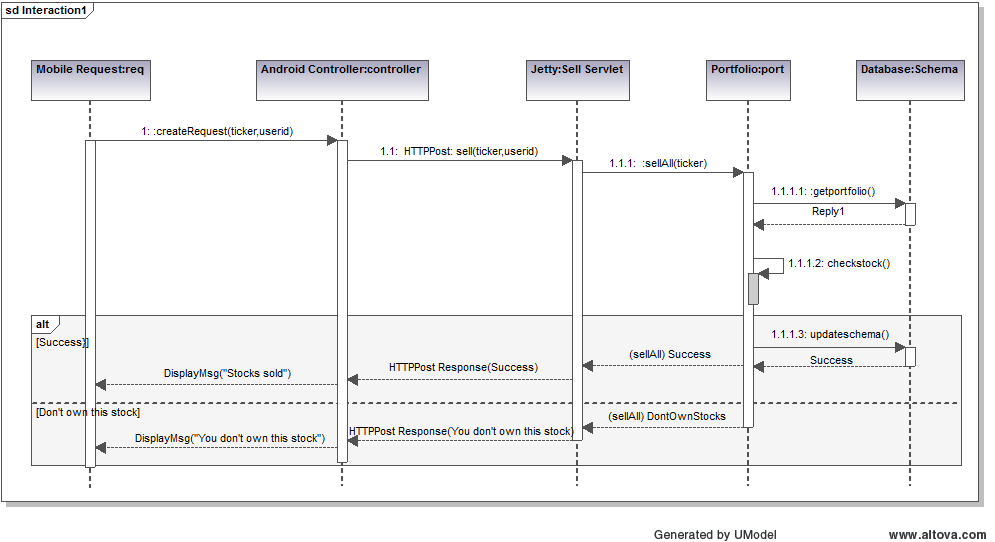 sd Interaction1
Mobile Request:req
Android Controller:controller
Jetty:Sell Servlet
Portfolio:port
Database:Schema
1: :createRequest(ticker,userid)
1.1: HTTPPost: sell(ticker,userid)
1.1.1: :sellAll(ticker)
1.1.1.1: :getportfolio()
Reply1
1.1.1.2: checkstock()
alt
[Success}]
1.1.1.3: updateschema()
(sellAll) Success
Success
HTTPPost Response(Success)
DisplayMsg("Stocks sold")
[Don't own this stock]
(sellAll) DontOwnStocks
HTTPPost Response(You don't own this stock)
DisplayMsg("You don't own this stock")
Generated by UModel
www.altova.com